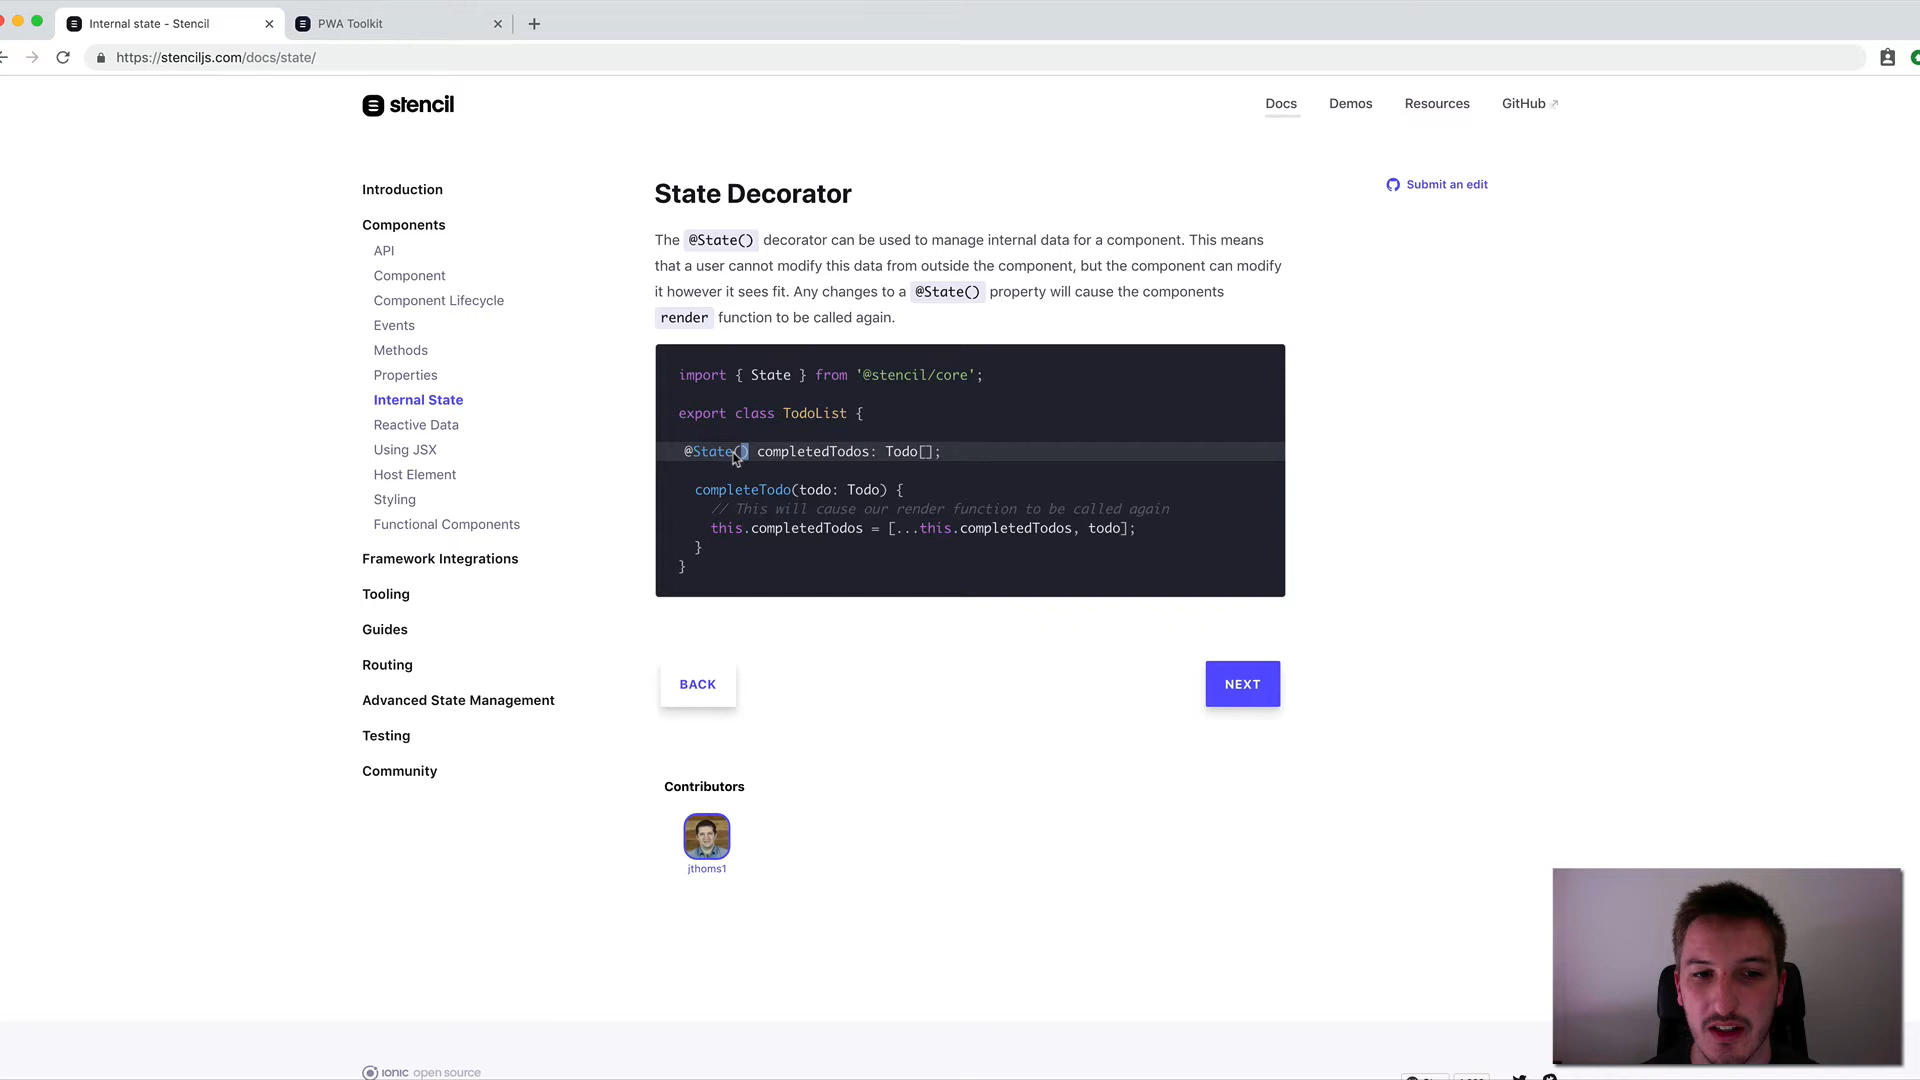 Internal state - Stencil
PWA Toolkit
https://stenciljs.com/docs/state/
stencil
Docs
Demos
Resources
GitHub
Introduction
Components
API
Component
Component Lifecycle
Events
Methods
Properties
Internal State
Reactive Data
Using JSX
Host Element
Styling
Functional Components
Framework Integrations
Tooling
Guides
Routing
Advanced State Management
Testing
Community
State Decorator
Submit an edit
The @State() decorator can be used to manage internal data for a component. This means
that a user cannot modify this data from outside the component, but the component can modify
it however it sees fit. Any changes to a @State() property will cause the components
render function to be called again.
import { State } from '@stencil/core';
export class TodoList {
@State() completedTodos: Todo[];
completeTodo(todo: Todo) {
// This will cause our render function to be called again
this.completedTodos = [...this.completedTodos, todo];
}
}
BACK
NEXT
Contributors
jthoms1
ionic open source